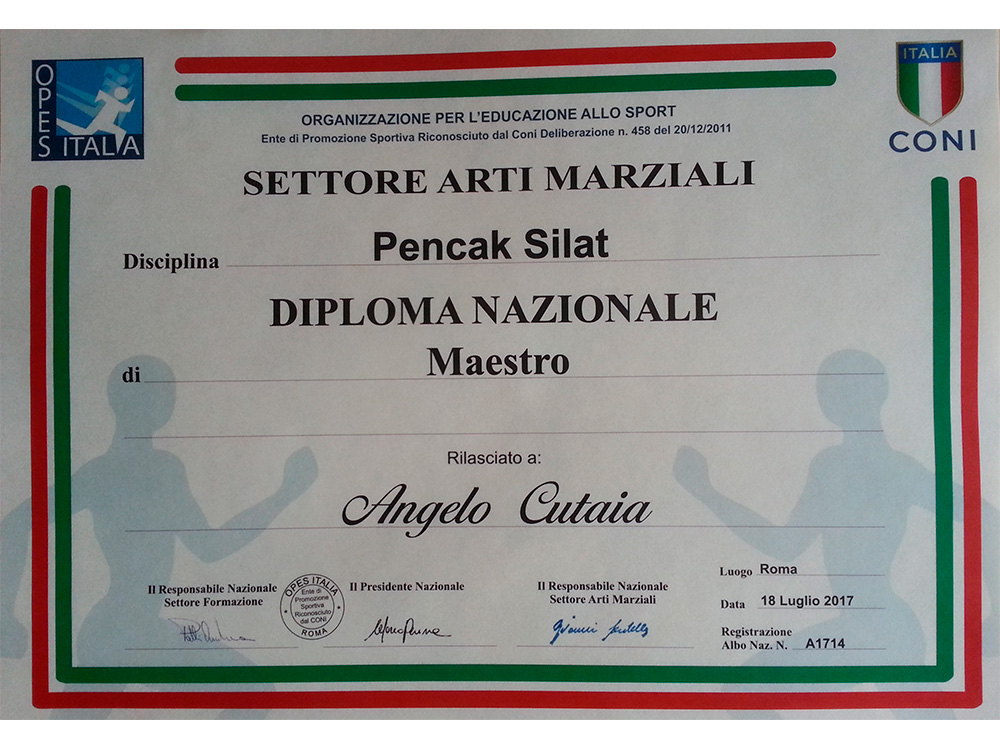 OPES ITALIA
ITALIA
CONI
ORGANIZZAZIONE PER L'EDUCAZIONE ALLO SPORT
Ente di Promozione Sportiva Riconosciuto dal Coni Deliberazione n. 458 del 20/12/2011
SETTORE ARTI MARZIALI
Disciplina Pencak Silat
DIPLOMA NAZIONALE
di Maestro
Rilasciato a:
Angelo Cutaia
Il Responsabile Nazionale
Settore Formazione
OPES ITALIA
Ente di
Promozione
Sportiva
Riconosciuto
dal CONI
ROMA
Il Presidente Nazionale
Il Responsabile Nazionale
Settore Arti Marziali
Luogo Roma
Data 18 Luglio 2017
Registrazione
Albo Naz. N. A1714